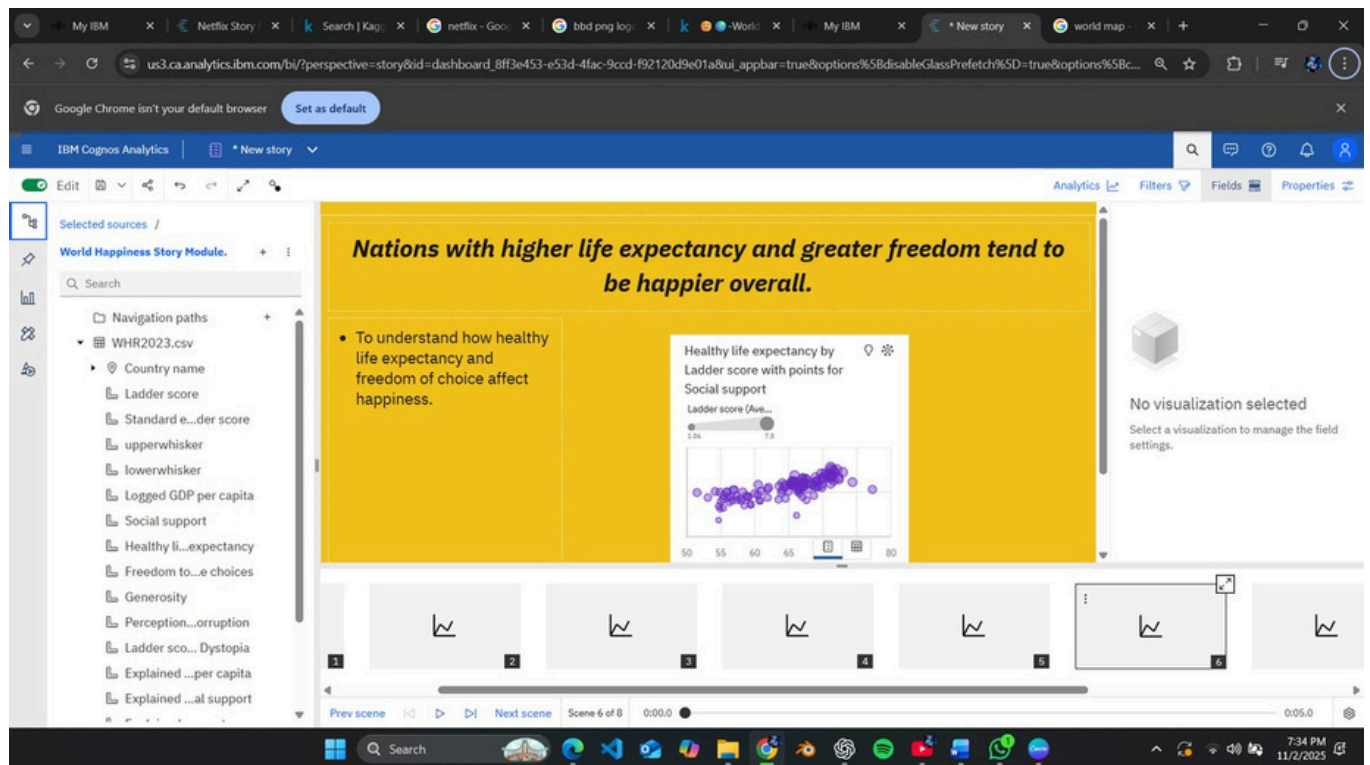 My IBM
Netflix Story
Search | Kagg
netflix - Goo
bbd png log
-World
My IBM
* New story
world map -
us3.ca.analytics.ibm.com/bi/?perspective=story&id=dashboard_8ff3e453-e53d-4fac-9ccd-f92120d9e01a&ui_appbar=true&options%5BdisableGlassPrefetch%5D=true&options%5Bc...
Google Chrome isn't your default browser
Set as default
IBM Cognos Analytics
* New story
Edit
Analytics
Filters
Fields
Properties
Selected sources /
World Happiness Story Module.
Search
Navigation paths
WHR2023.csv
Country name
Ladder score
Standard e...der score
upperwhisker
lowerwhisker
Logged GDP per capita
Social support
Healthy li...expectancy
Freedom to...e choices
Generosity
Perception...orruption
Ladder sco... Dystopia
Explained ...per capita
Explained ...al support
Nations with higher life expectancy and greater freedom tend to
be happier overall.
• To understand how healthy
life expectancy and
freedom of choice affect
happiness.
Healthy life expectancy by
Ladder score with points for
Social support
Ladder score (Ave...
1.86 7.8
50 55 60 65 80
No visualization selected
Select a visualization to manage the field
settings.
1 2 3 4 5 6
Prev scene
Next scene
Scene 6 of 8
0:00.0
0:05.0
Search
7:34 PM
11/2/2025